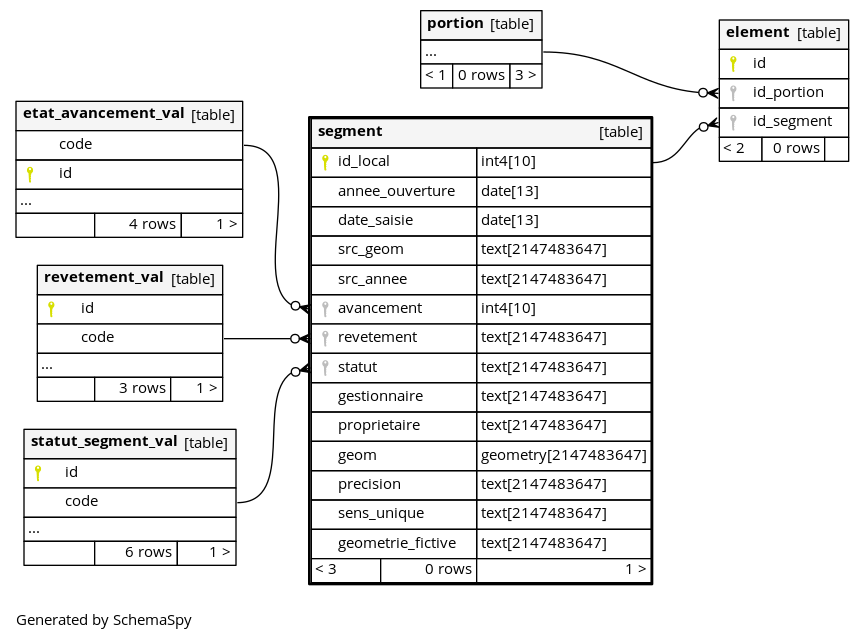 portion [table]
...
< 1 0 rows 3 >
element [table]
id
id_portion
id_segment
< 2 0 rows
etat_avancement_val [table]
code
id
...
4 rows 1 >
revetement_val [table]
id
code
...
3 rows 1 >
statut_segment_val [table]
id
code
...
6 rows 1 >
segment [table]
id_local int4[10]
annee_ouverture date[13]
date_saisie date[13]
src_geom text[2147483647]
src_annee text[2147483647]
avancement int4[10]
revetement text[2147483647]
statut text[2147483647]
gestionnaire text[2147483647]
proprietaire text[2147483647]
geom geometry[2147483647]
precision text[2147483647]
sens_unique text[2147483647]
geometrie_fictive text[2147483647]
< 3 0 rows 1 >
Generated by SchemaSpy